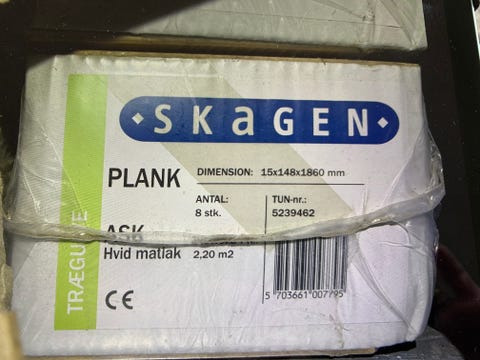 SKaGEN
PLANK
DIMENSION: 15x148x1860 mm
ANTAL: TUN-nr.:
8 stk. 5239462
ASK
Hvid matlak 2,20 m2
CE
5 703661 007795